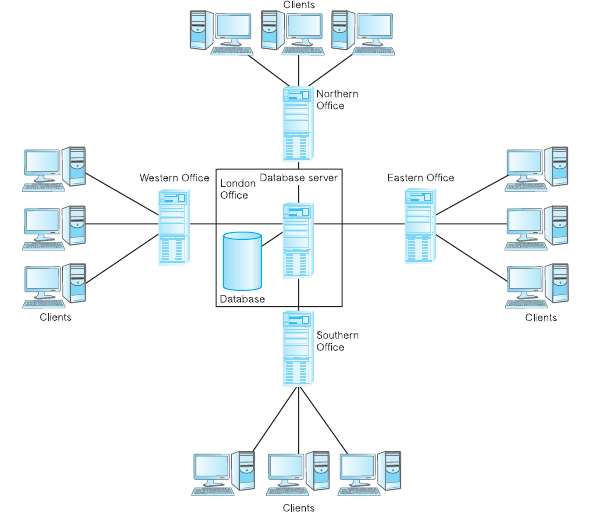 Clients
Northern
Office
Western Office
London
Office
Database server
Eastern Office
Database
Clients
Clients
Southern
Office
Clients